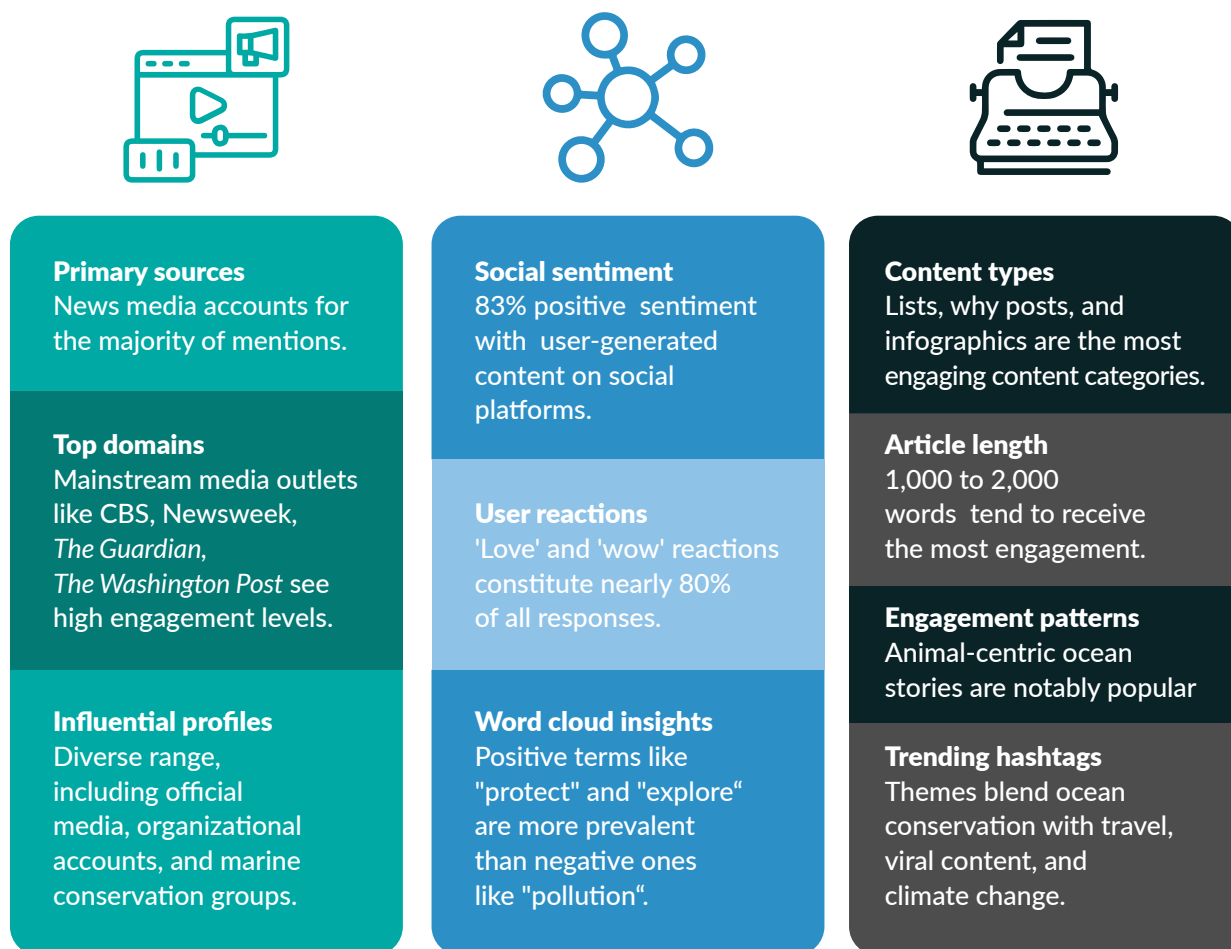 Primary sources
News media accounts for
the majority of mentions.
Top domains
Mainstream media outlets
like CBS, Newsweek,
The Guardian,
The Washington Post see
high engagement levels.
Influential profiles
Diverse range,
including official
media, organizational
accounts, and marine
conservation groups.
Social sentiment
83% positive  sentiment
with  user-generated
content on social
platforms.
User reactions
'Love' and 'wow' reactions
constitute nearly 80%
of all responses.
Word cloud insights
Positive terms like
"protect" and "explore“
are more prevalent
than negative ones
like "pollution“.
Content types
Lists, why posts, and
infographics are the most
engaging content categories.
Article length
1,000 to 2,000
words  tend to receive
the most engagement.
Engagement patterns
Animal-centric ocean
stories are notably popular
Trending hashtags
Themes blend ocean
conservation with travel,
viral content, and
climate change.